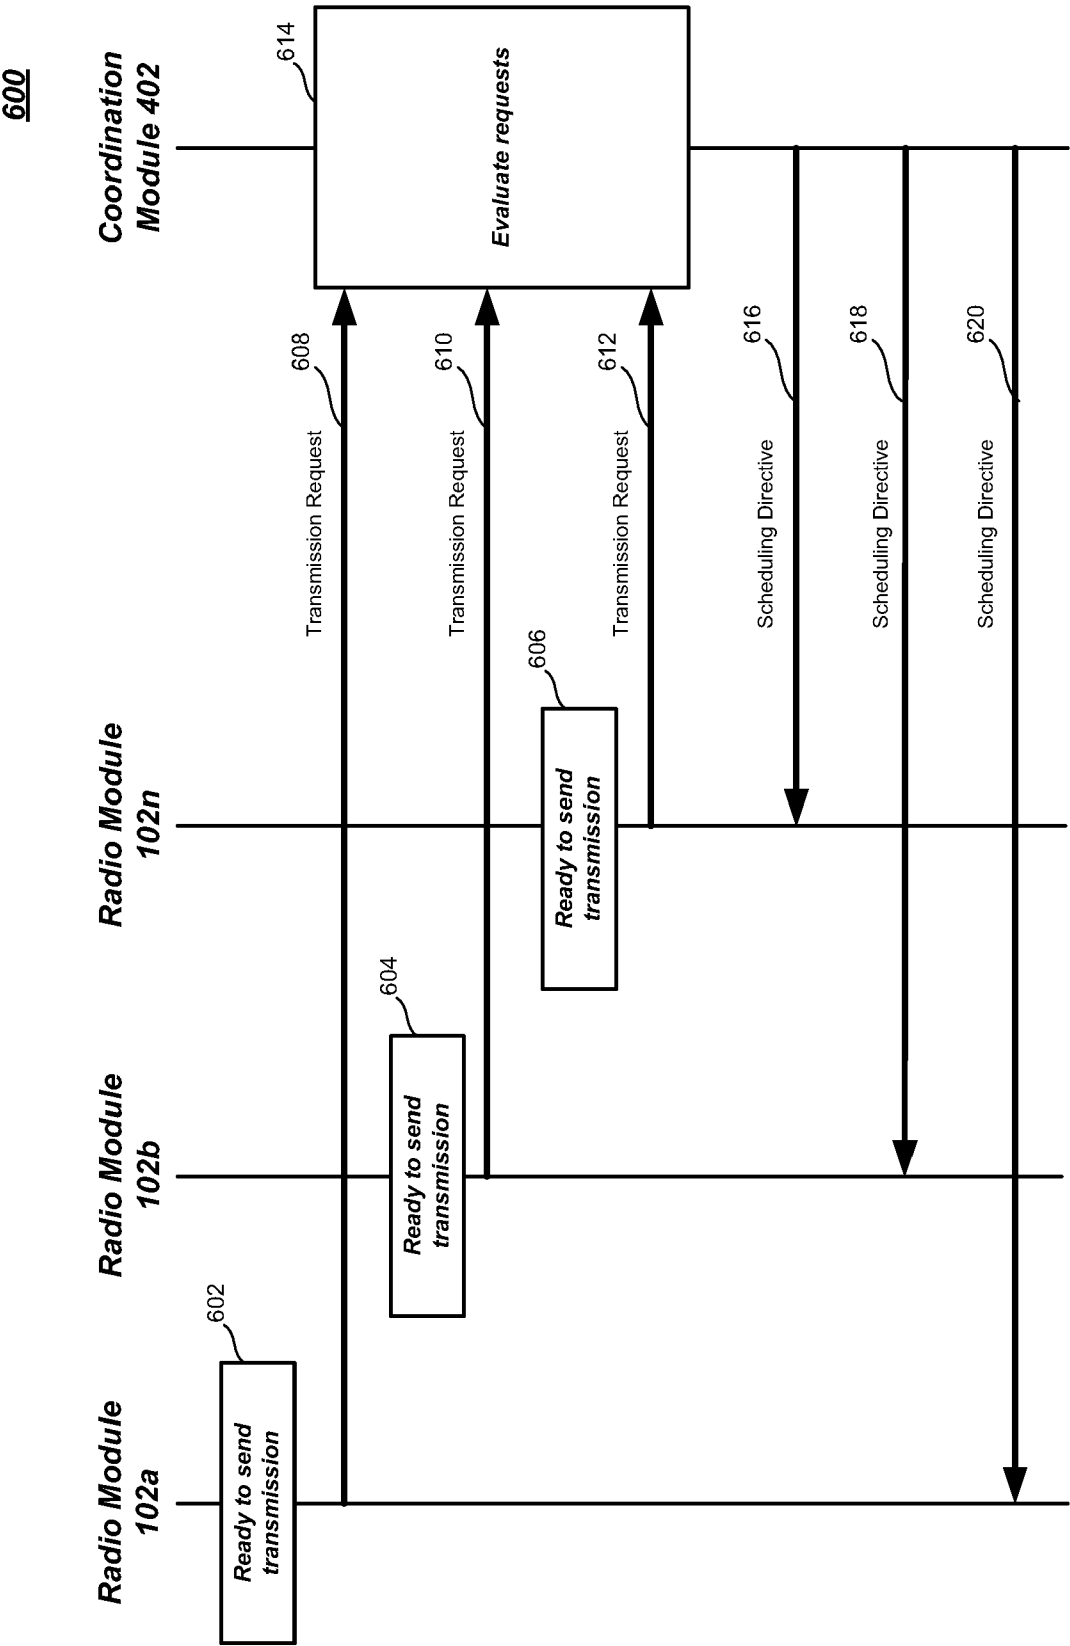 600
Radio Module
102a
Radio Module
102b
Radio Module
102n
Coordination
Module 402
602
Ready to send
transmission
614
Transmission Request
608
604
Ready to send
transmission
Transmission Request
610
Evaluate requests
606
Ready to send
transmission
Transmission Request
612
Scheduling Directive
616
Scheduling Directive
618
Scheduling Directive
620